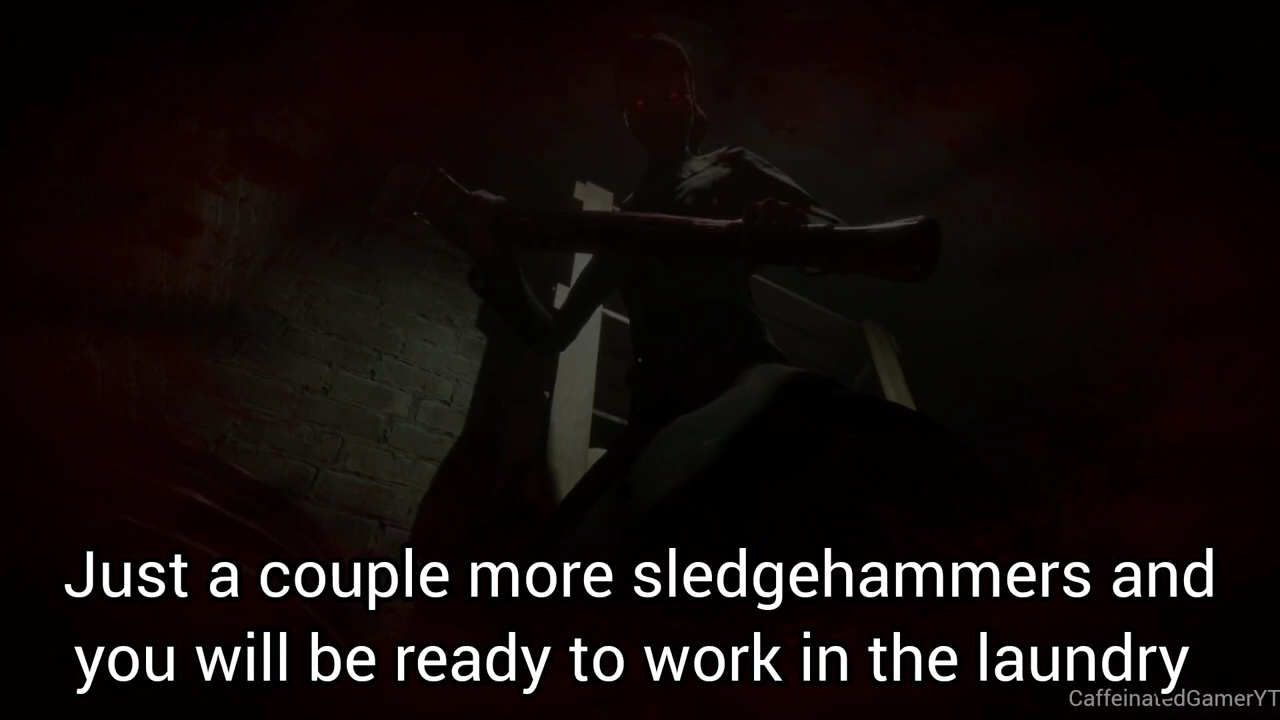 Just a couple more sledgehammers and
you will be ready to work in the laundry
CaffeinatedGamerYT